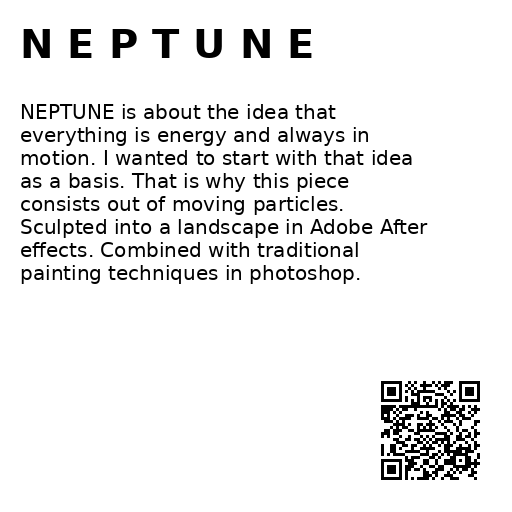 NEPTUNE
NEPTUNE is about the idea that
everything is energy and always in
motion. I wanted to start with that idea
as a basis. That is why this piece
consists out of moving particles.
Sculpted into a landscape in Adobe After
effects. Combined with traditional
painting techniques in photoshop.